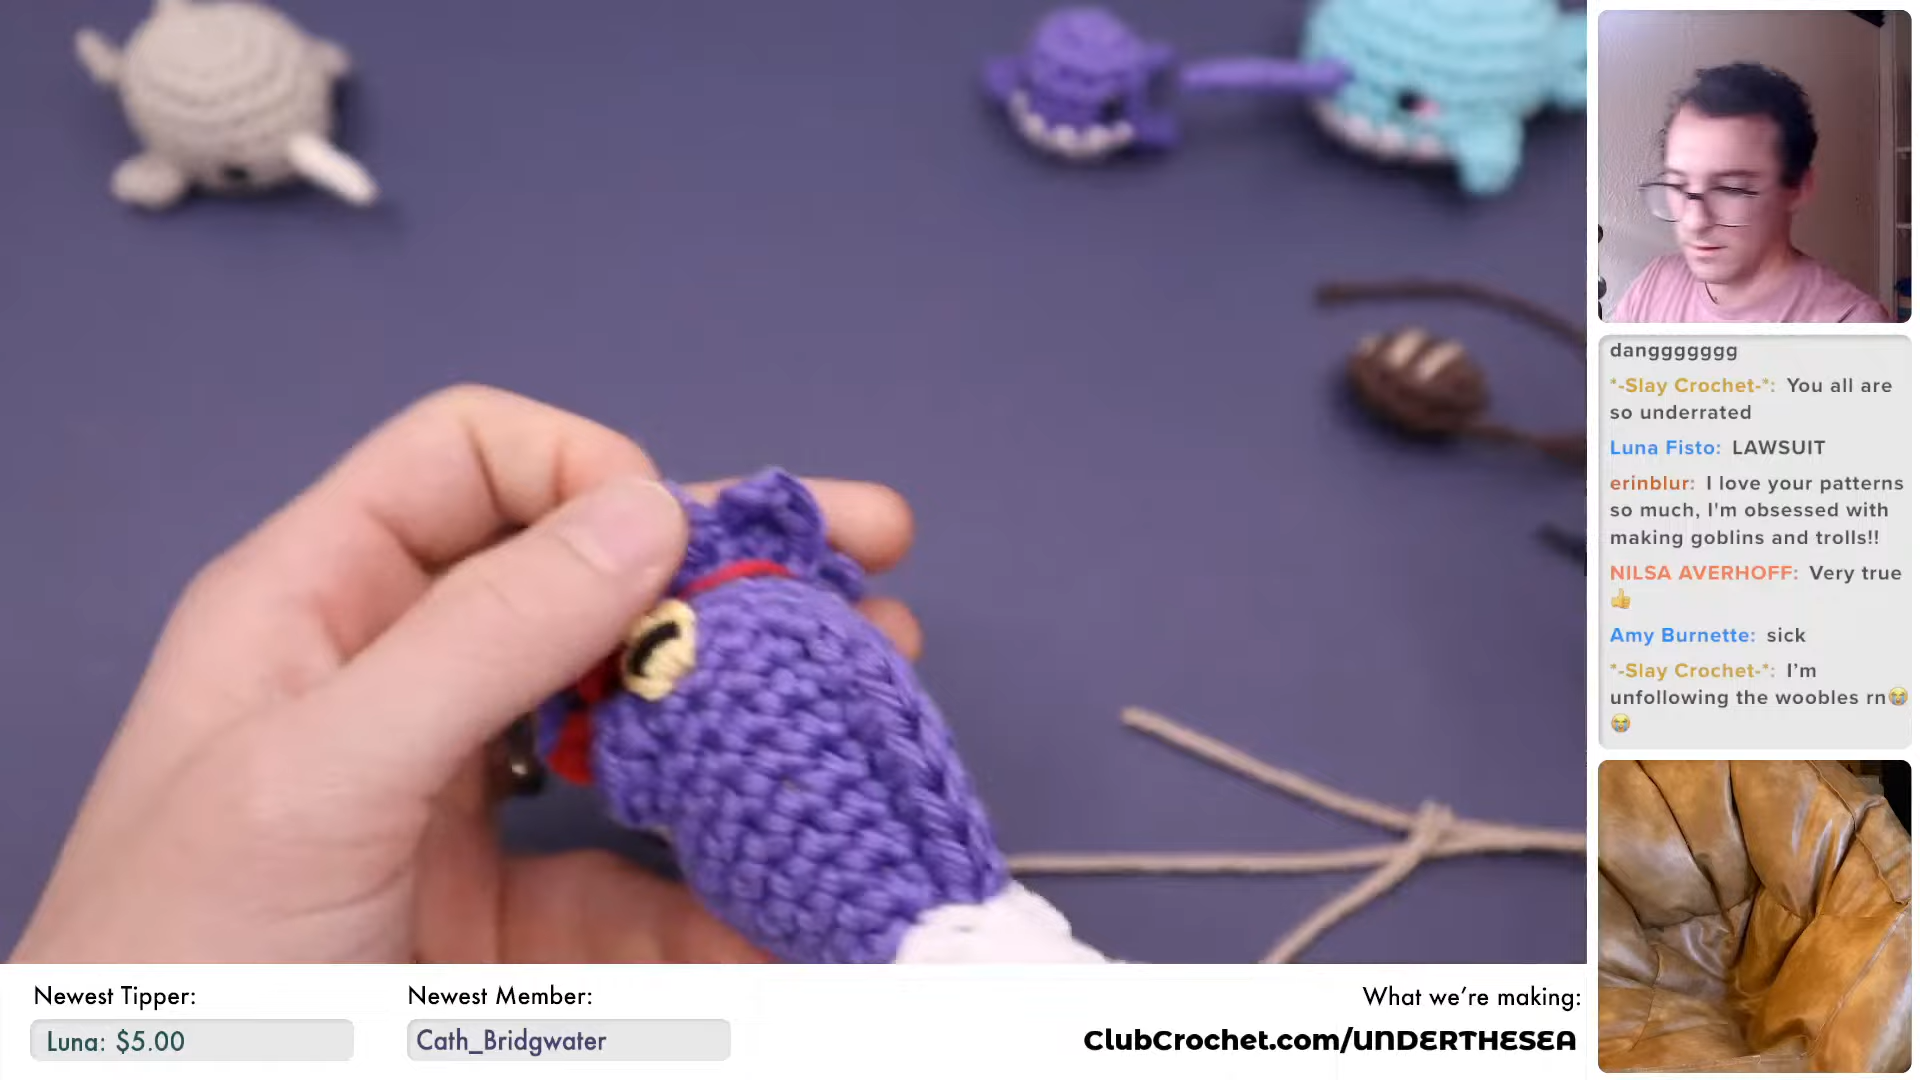 danggggggg
*-Slay Crochet-*: You all are
so underrated
Luna Fisto: LAWSUIT
erinblur: I love your patterns
so much, I'm obsessed with
making goblins and trolls!!
NILSA AVERHOFF: Very true
👍
Amy Burnette: sick
*-Slay Crochet-*: I’m
unfollowing the woobles rn😭
😭
Newest Tipper:
Luna: $5.00
Newest Member:
Cath_Bridgwater
What we’re making:
ClubCrochet.com/UNDERTHESEA